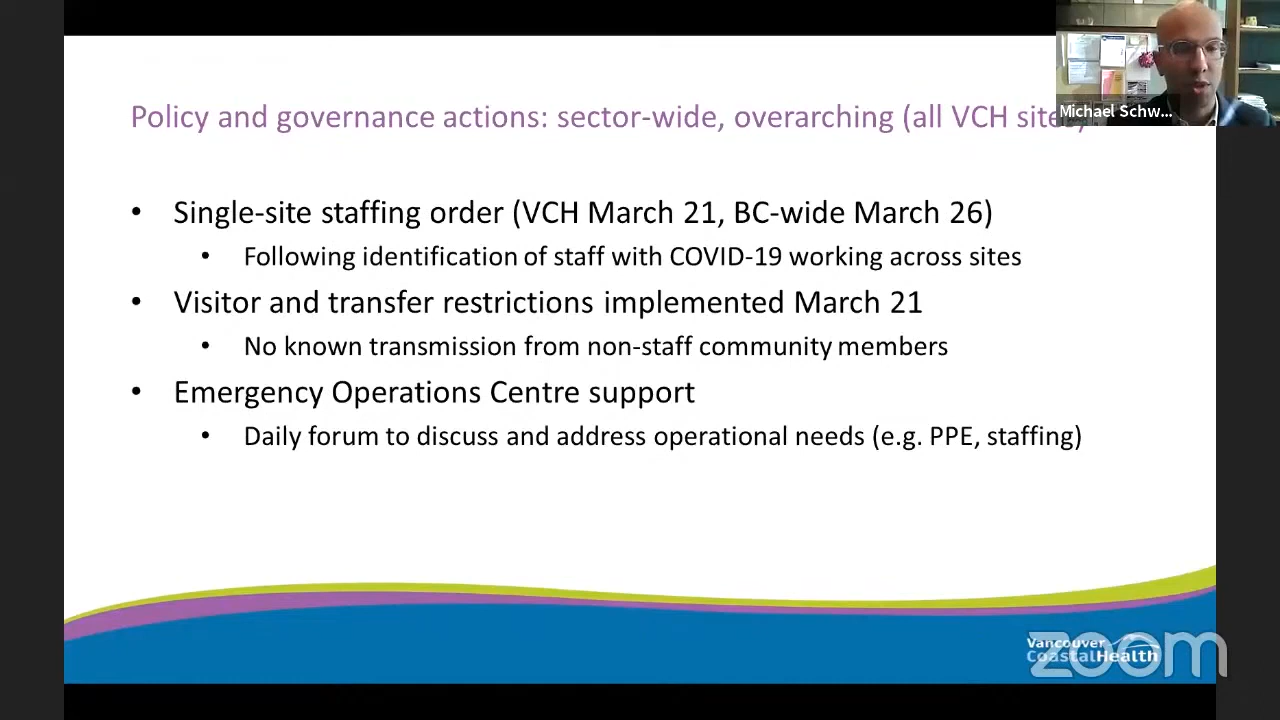 Policy and governance actions: sector-wide, overarching (all VCH sites)
Michael Schw...
• Single-site staffing order (VCH March 21, BC-wide March 26)
• Following identification of staff with COVID-19 working across sites
• Visitor and transfer restrictions implemented March 21
• No known transmission from non-staff community members
• Emergency Operations Centre support
• Daily forum to discuss and address operational needs (e.g. PPE, staffing)
Vancouver
CoastalHealth
zoom